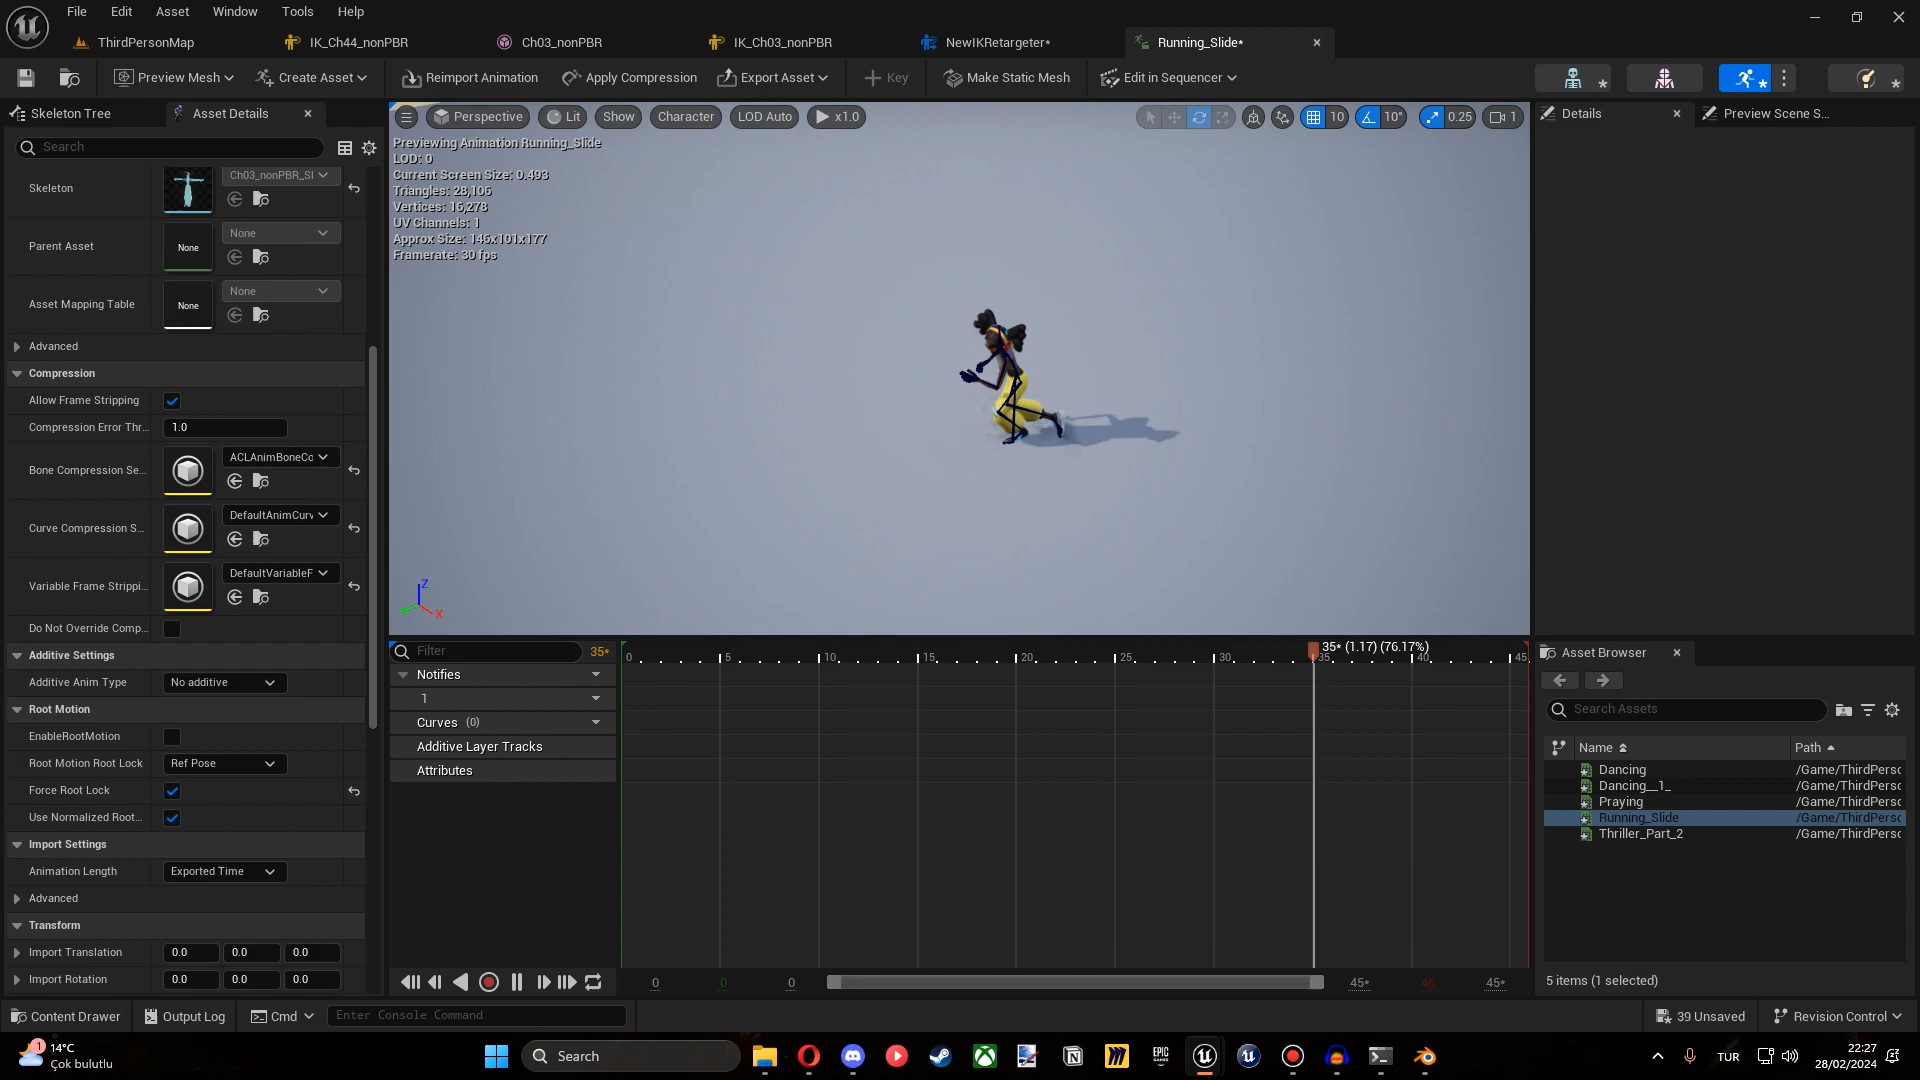 File Edit Asset Window Tools Help
ThirdPersonMap IK_Ch44_nonPBR Ch03_nonPBR IK_Ch03_nonPBR NewIKRetargeter* Running_Slide*
Preview Mesh Create Asset Reimport Animation Apply Compression Export Asset Key Make Static Mesh Edit in Sequencer
Skeleton Tree Asset Details
Search
Skeleton Ch03_nonPBR_Sl
Parent Asset None None
Asset Mapping Table None None
Advanced
Compression
Allow Frame Stripping
Compression Error Thr... 1.0
Bone Compression Se... ACLAnimBoneCc
Curve Compression S... DefaultAnimCurv
Variable Frame Strippi... DefaultVariableF
Do Not Override Comp...
Additive Settings
Additive Anim Type No additive
Root Motion
EnableRootMotion
Root Motion Root Lock Ref Pose
Force Root Lock
Use Normalized Root...
Import Settings
Animation Length Exported Time
Advanced
Transform
Import Translation 0.0 0.0 0.0
Import Rotation 0.0 0.0 0.0
Perspective Lit Show Character LOD Auto x1.0 10 10° 0.25 1
Previewing Animation Running_Slide
LOD: 0
Current Screen Size: 0.493
Triangles: 28,106
Vertices: 16,278
UV Channels: 1
Approx Size: 146x101x177
Framerate: 30 fps
Z
X
Filter 35*
35* (1.17) (76.17%)
0 5 10 15 20 25 30 35 40 45
Notifies
1
Curves (0)
Additive Layer Tracks
Attributes
0 0 0 45* 46 45*
Details Preview Scene S...
Asset Browser
Search Assets
Name Path
Dancing /Game/ThirdPersc
Dancing__1_ /Game/ThirdPersc
Praying /Game/ThirdPersc
Running_Slide /Game/ThirdPersc
Thriller_Part_2 /Game/ThirdPersc
5 items (1 selected)
Content Drawer Output Log Cmd Enter Console Command 39 Unsaved Revision Control
1
14°C
Çok bulutlu
Search
EPIC GAMES
TUR
22:27
28/02/2024